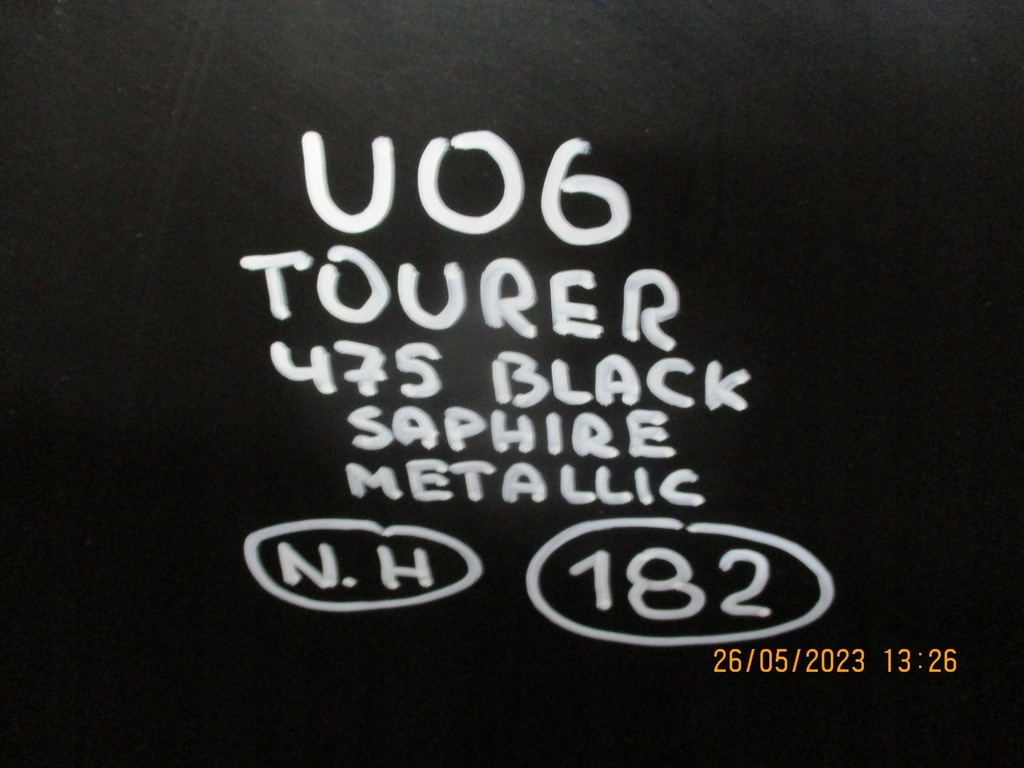 U06
TOURER
475 BLACK
SAPHIRE
METALLIC
N.H 182
26/05/2023 13:26